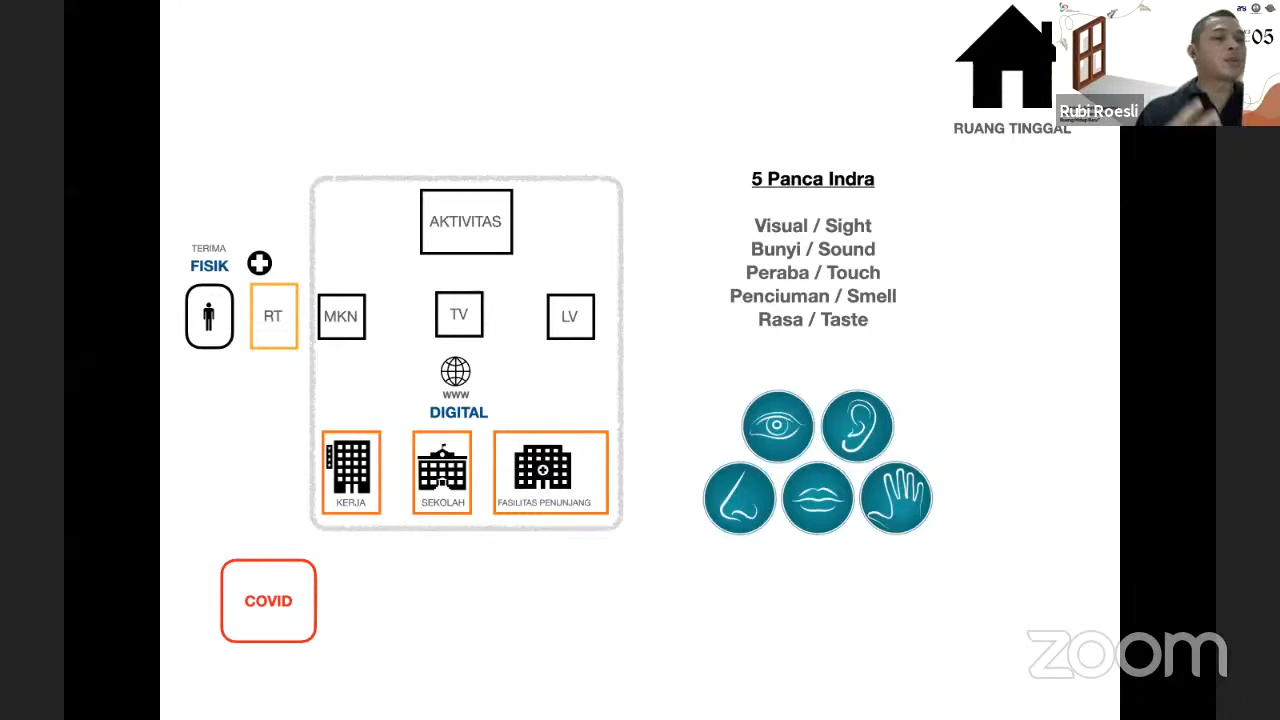 05
Rubi Roesli
RUANG TINGGAL
5 Panca Indra
Visual / Sight
Bunyi / Sound
Peraba / Touch
Penciuman / Smell
Rasa / Taste
AKTIVITAS
TERIMA
FISIK
RT
MKN
TV
LV
www
DIGITAL
KERJA
SEKOLAH
FASILITAS PENUNJANG
COVID
zoom